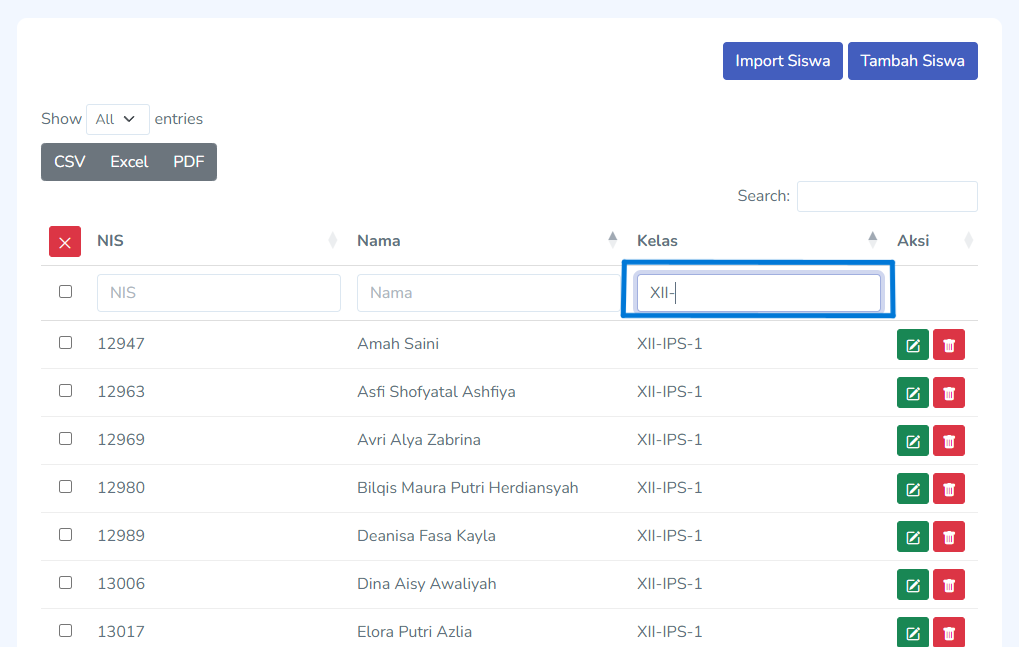 Import Siswa Tambah Siswa
Show All entries
CSV Excel PDF
Search:
NIS Nama Kelas Aksi
NIS Nama XII-
12947 Amah Saini XII-IPS-1
12963 Asfi Shofyatal Ashfiya XII-IPS-1
12969 Avri Alya Zabrina XII-IPS-1
12980 Bilqis Maura Putri Herdiansyah XII-IPS-1
12989 Deanisa Fasa Kayla XII-IPS-1
13006 Dina Aisy Awaliyah XII-IPS-1
13017 Elora Putri Azlia XII-IPS-1